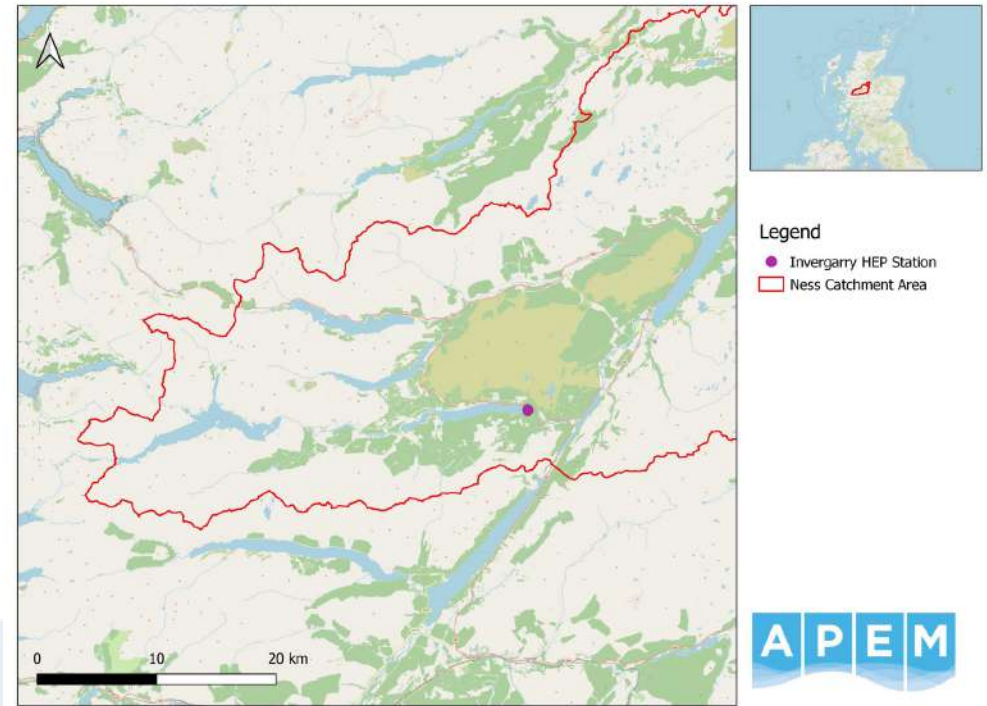 Legend
Invergarry HEP Station
Ness Catchment Area
0 10 20 km
APEM